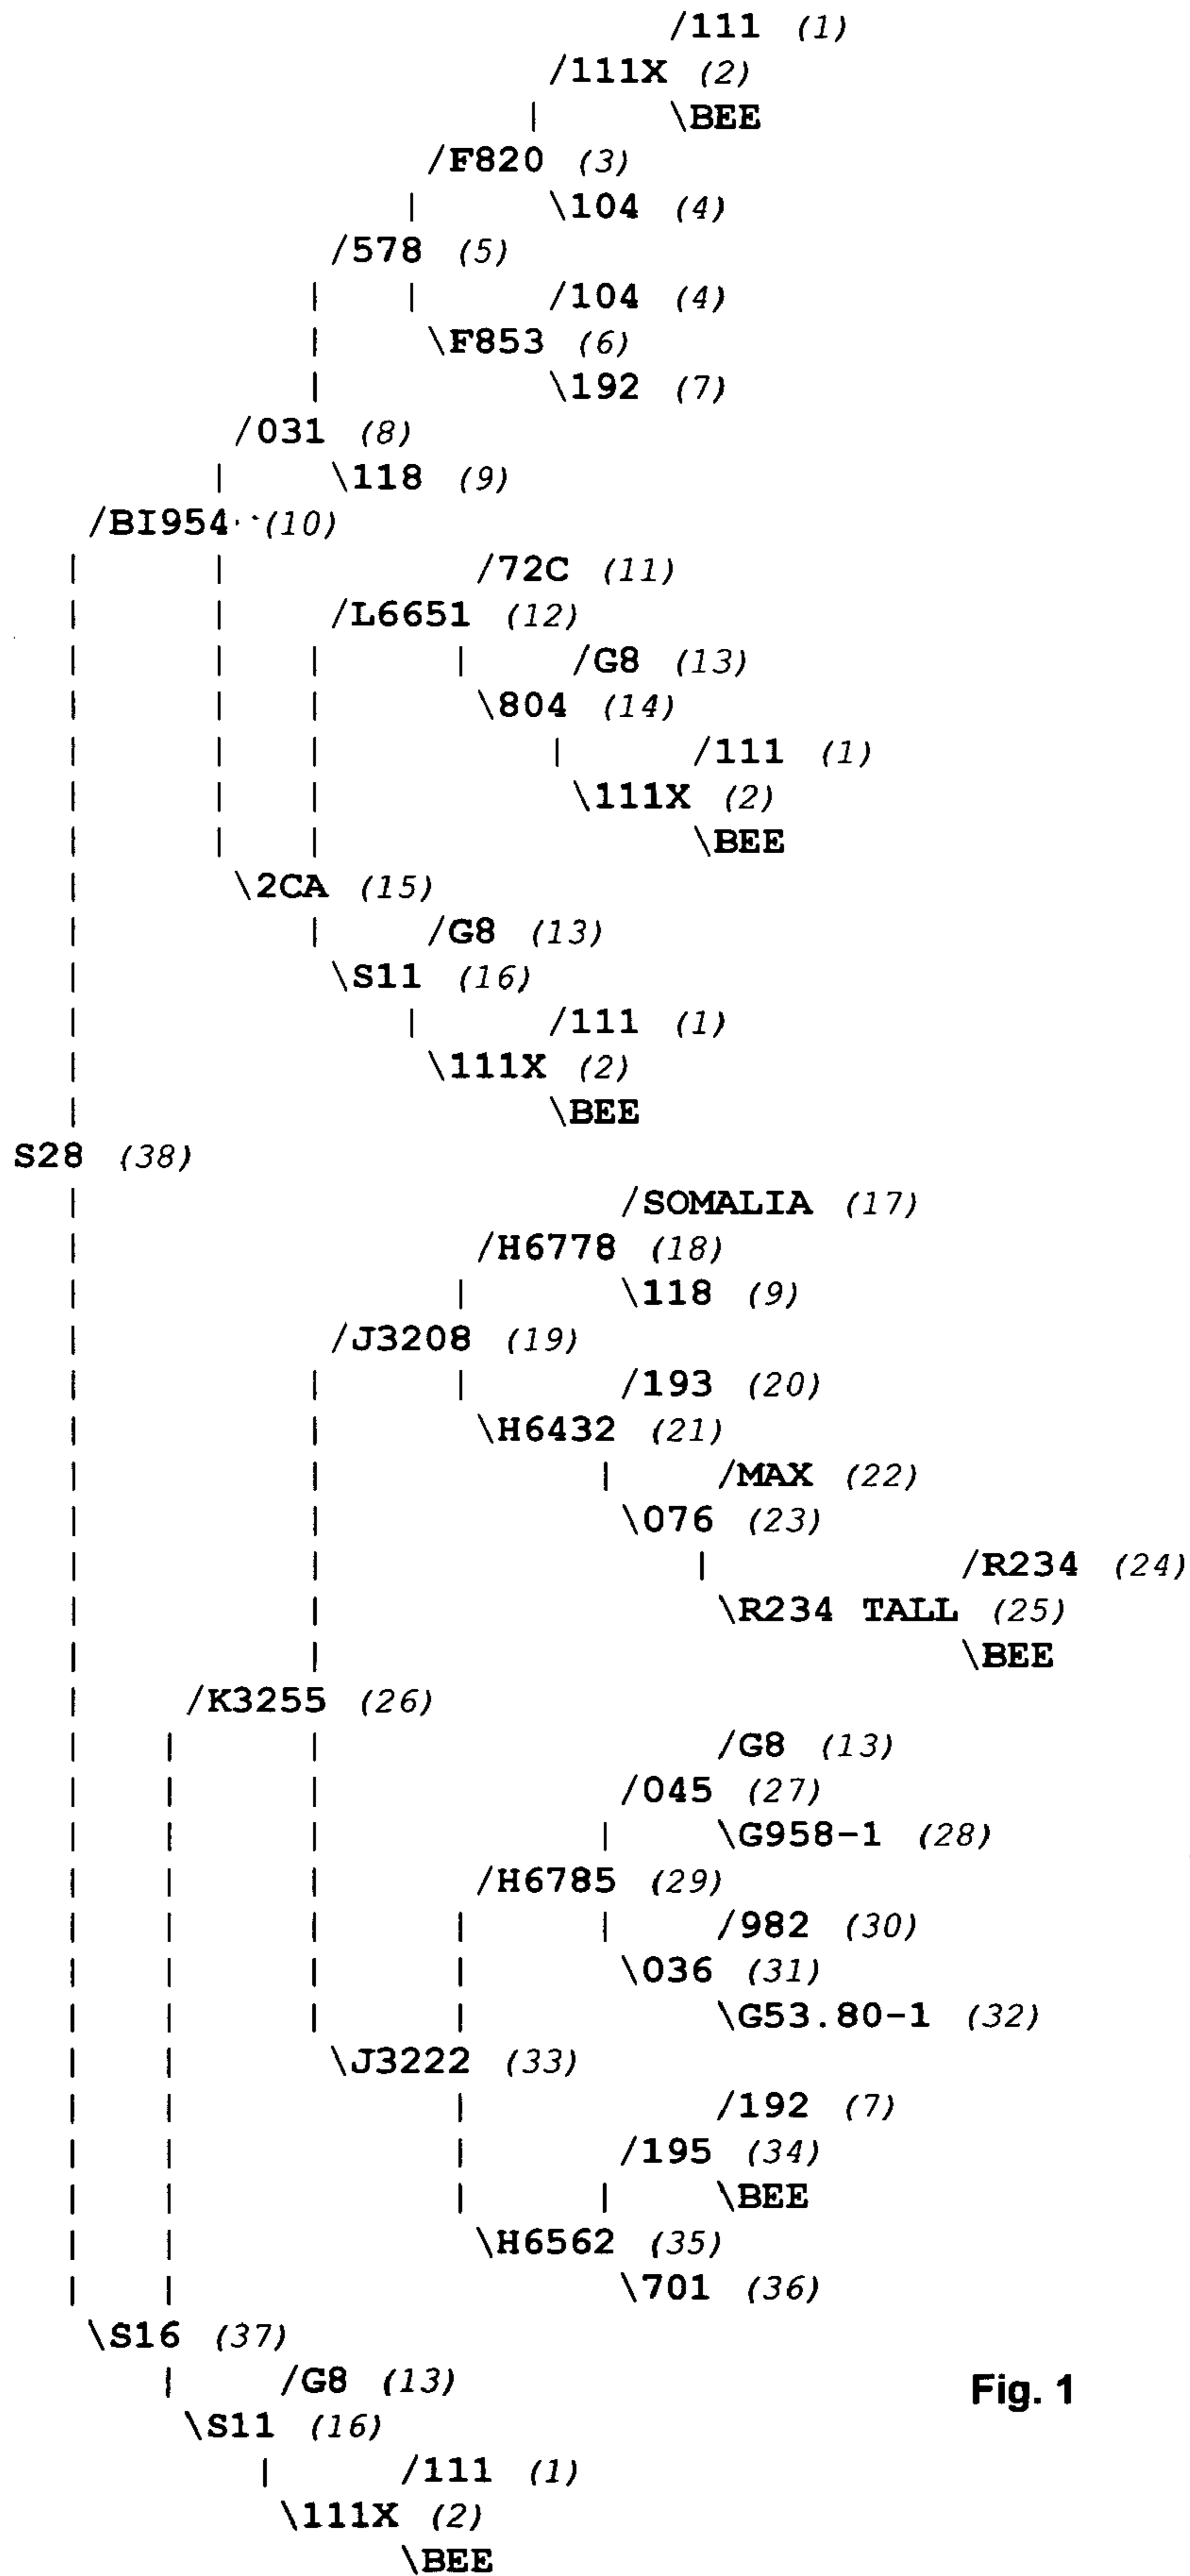 /111 (1)
/111X (2)
| \BEE
/F820 (3)
| \104 (4)
/578 (5)
| | /104 (4)
| \F853 (6)
| \192 (7)
/031 (8)
| \118 (9)
/BI954 (10)
| | /72C (11)
| | /L6651 (12)
| | | | /G8 (13)
| | | \804 (14)
| | | | /111 (1)
| | | \111X (2)
| | | \BEE
| \2CA (15)
| | /G8 (13)
| \S11 (16)
| | /111 (1)
| \111X (2)
| \BEE
S28 (38)
| /SOMALIA (17)
| /H6778 (18)
| | \118 (9)
| /J3208 (19)
| | | /193 (20)
| | \H6432 (21)
| | | /MAX (22)
| | \076 (23)
| | | /R234 (24)
| | \R234 TALL (25)
| | \BEE
| /K3255 (26)
| | | /G8 (13)
| | | /045 (27)
| | | | \G958-1 (28)
| | | /H6785 (29)
| | | | | /982 (30)
| | | | \036 (31)
| | | | \G53.80-1 (32)
| | \J3222 (33)
| | | /192 (7)
| | | /195 (34)
| | | | \BEE
| | \H6562 (35)
| | \701 (36)
\S16 (37)
| /G8 (13)
Fig. 1
\S11 (16)
| /111 (1)
\111X (2)
\BEE